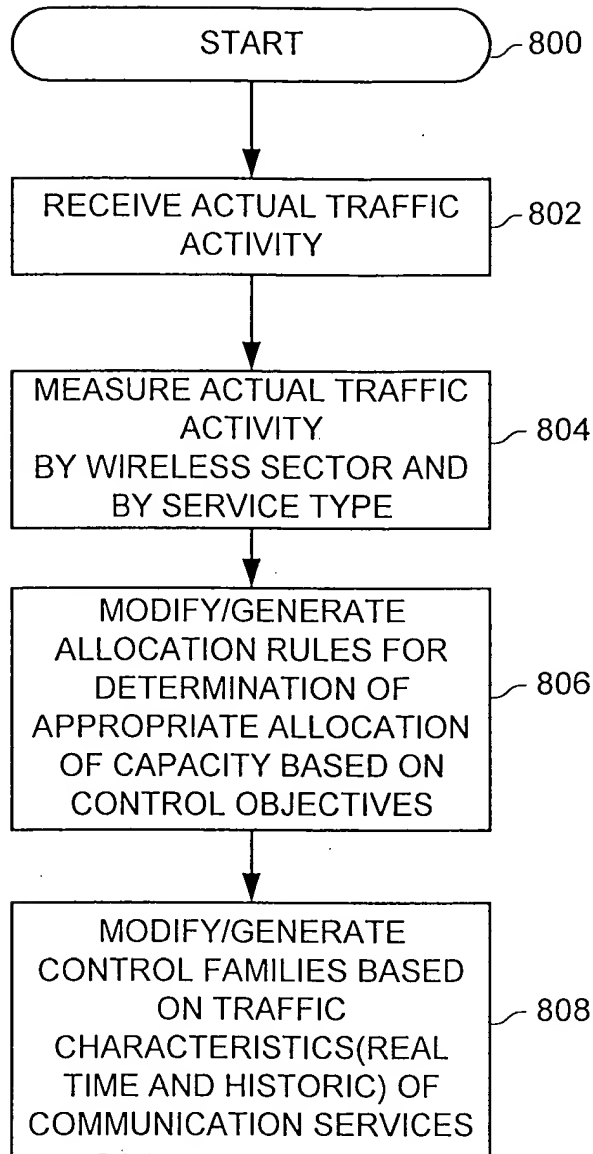 START
800
RECEIVE ACTUAL TRAFFIC
ACTIVITY
802
MEASURE ACTUAL TRAFFIC
ACTIVITY
BY WIRELESS SECTOR AND
BY SERVICE TYPE
804
MODIFY/GENERATE
ALLOCATION RULES FOR
DETERMINATION OF
APPROPRIATE ALLOCATION
OF CAPACITY BASED ON
CONTROL OBJECTIVES
806
MODIFY/GENERATE
CONTROL FAMILIES BASED
ON TRAFFIC
CHARACTERISTICS(REAL
TIME AND HISTORIC) OF
COMMUNICATION SERVICES
808